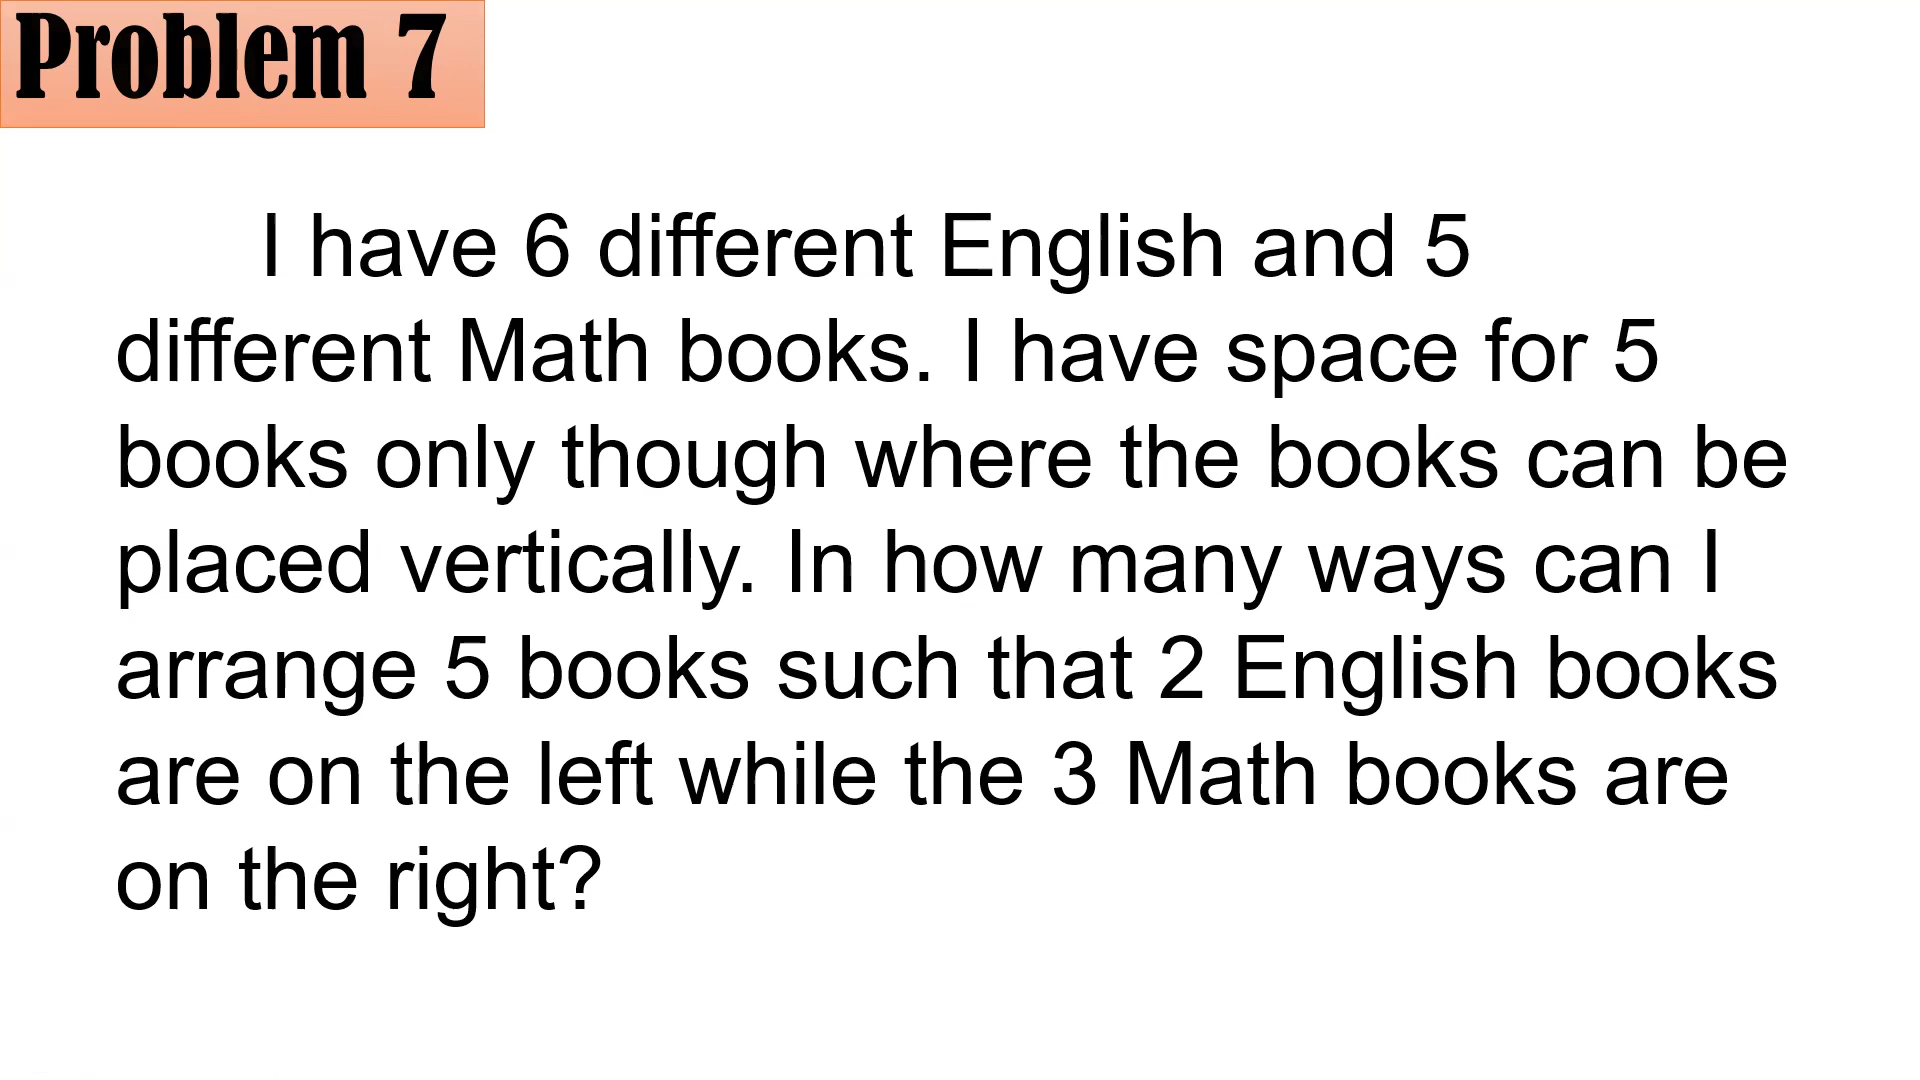 Problem 7
I have 6 different English and 5
different Math books. I have space for 5
books only though where the books can be
placed vertically. In how many ways can I
arrange 5 books such that 2 English books
are on the left while the 3 Math books are
on the right?